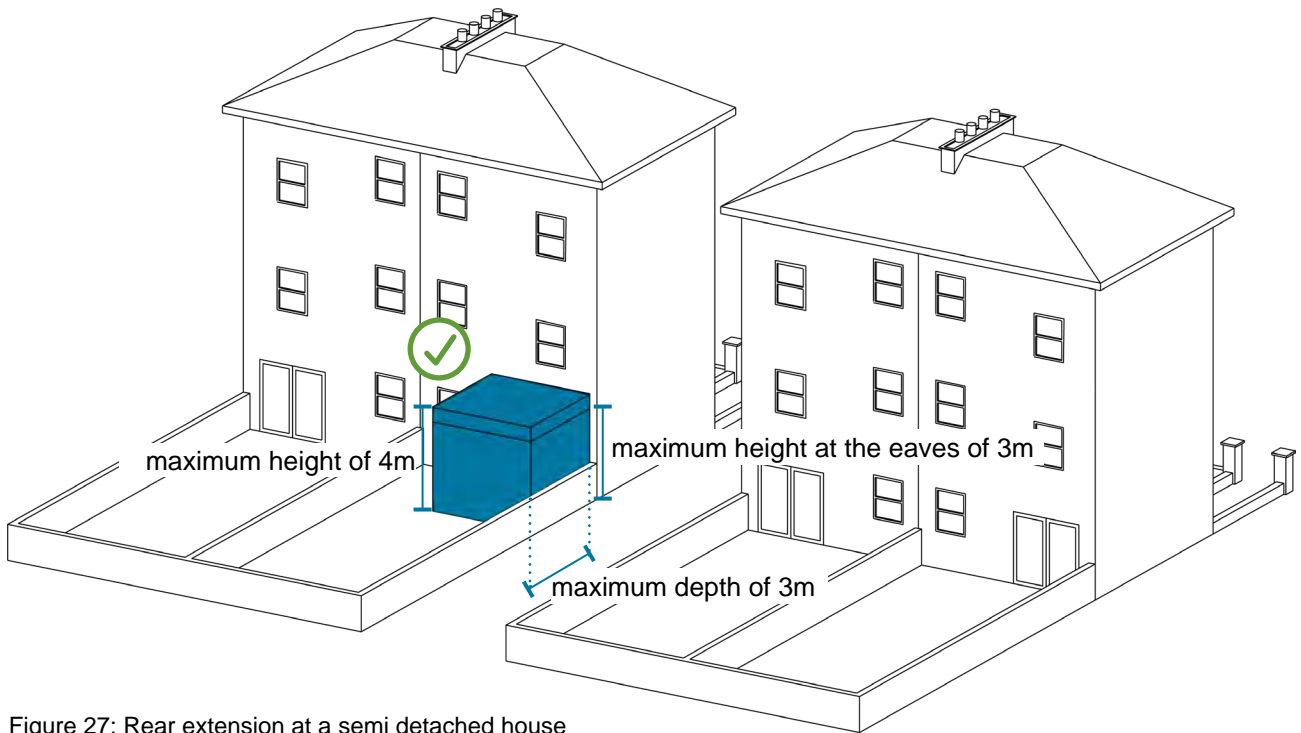 maximum height of 4m
maximum height at the eaves of 3m
maximum depth of 3m
Figure 27: Rear extension at a semi detached house